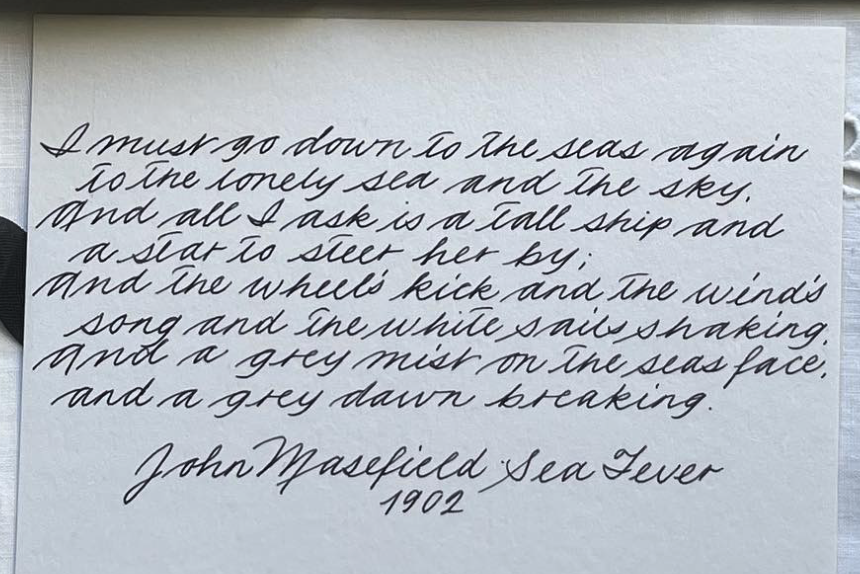 I must go down to the seas again
to the lonely sea and the sky.
And all I ask is a tall ship and
a star to steer her by;
And the wheel's kick and the wind's
song and the white sails shaking.
And a grey mist on the seas face,
and a grey dawn breaking.
John Masefield Sea Fever
1902